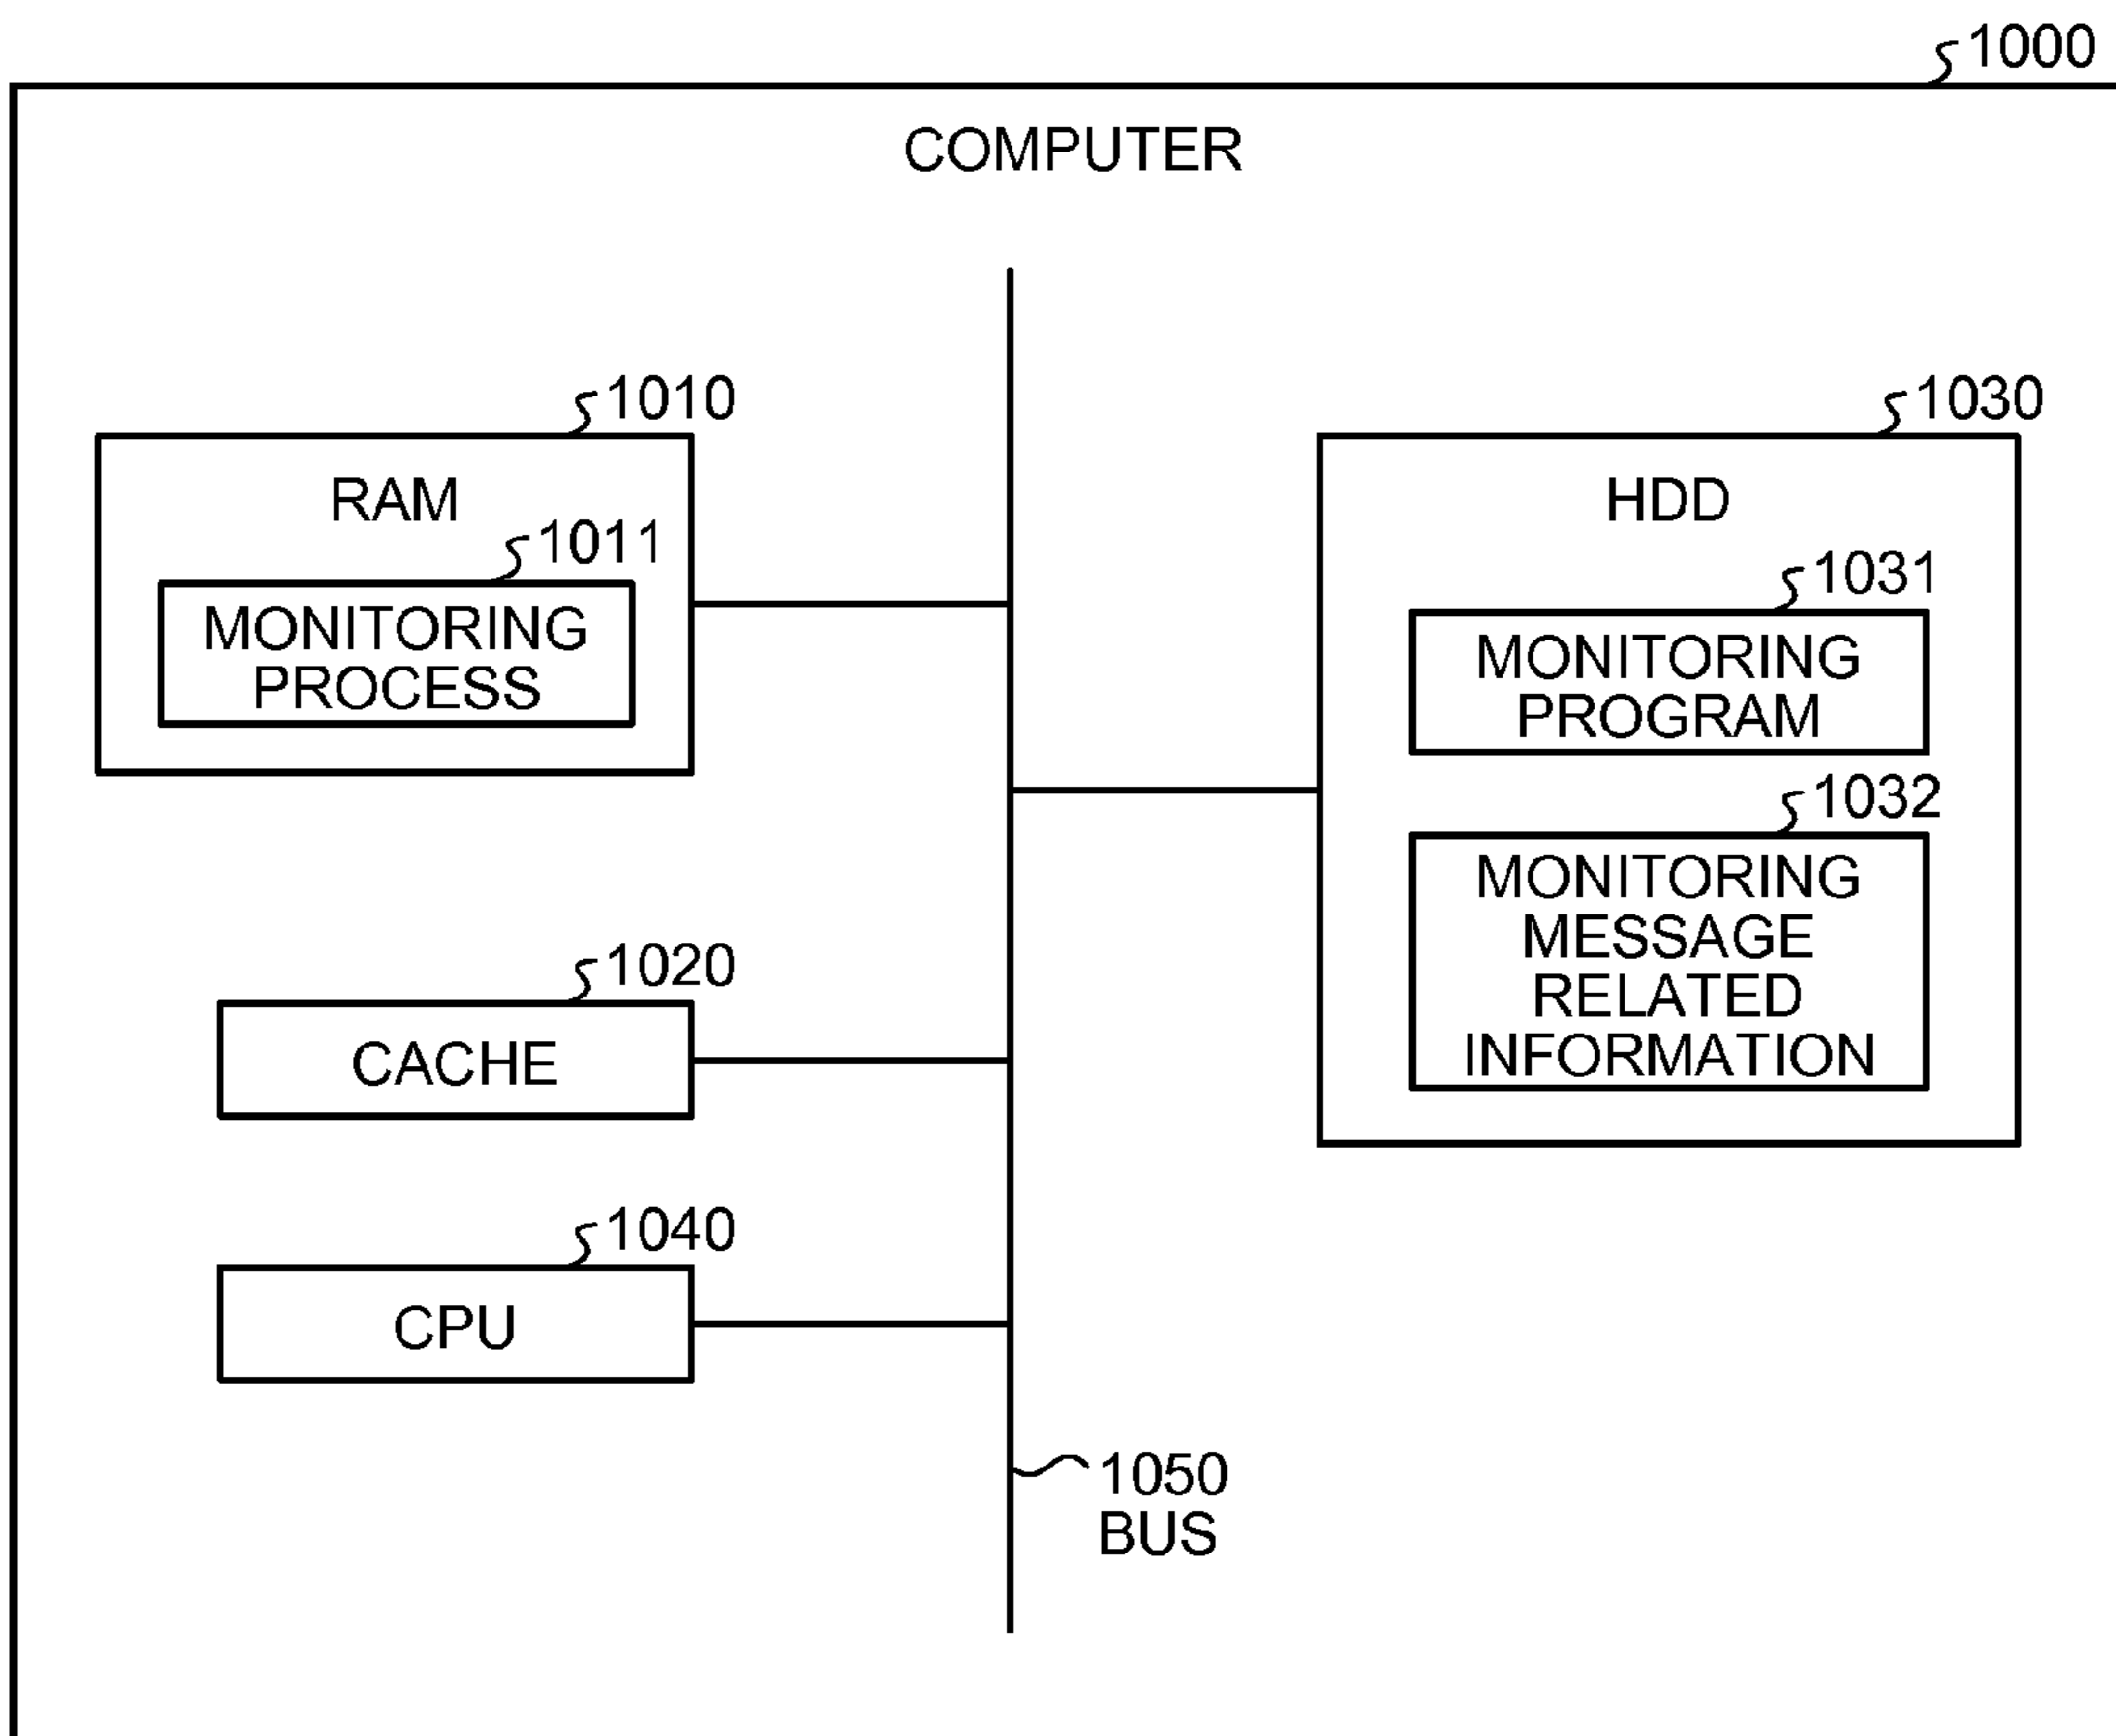 1000
COMPUTER
1010
RAM
1011
MONITORING
PROCESS
1020
CACHE
1040
CPU
1030
HDD
1031
MONITORING
PROGRAM
1032
MONITORING
MESSAGE
RELATED
INFORMATION
1050
BUS